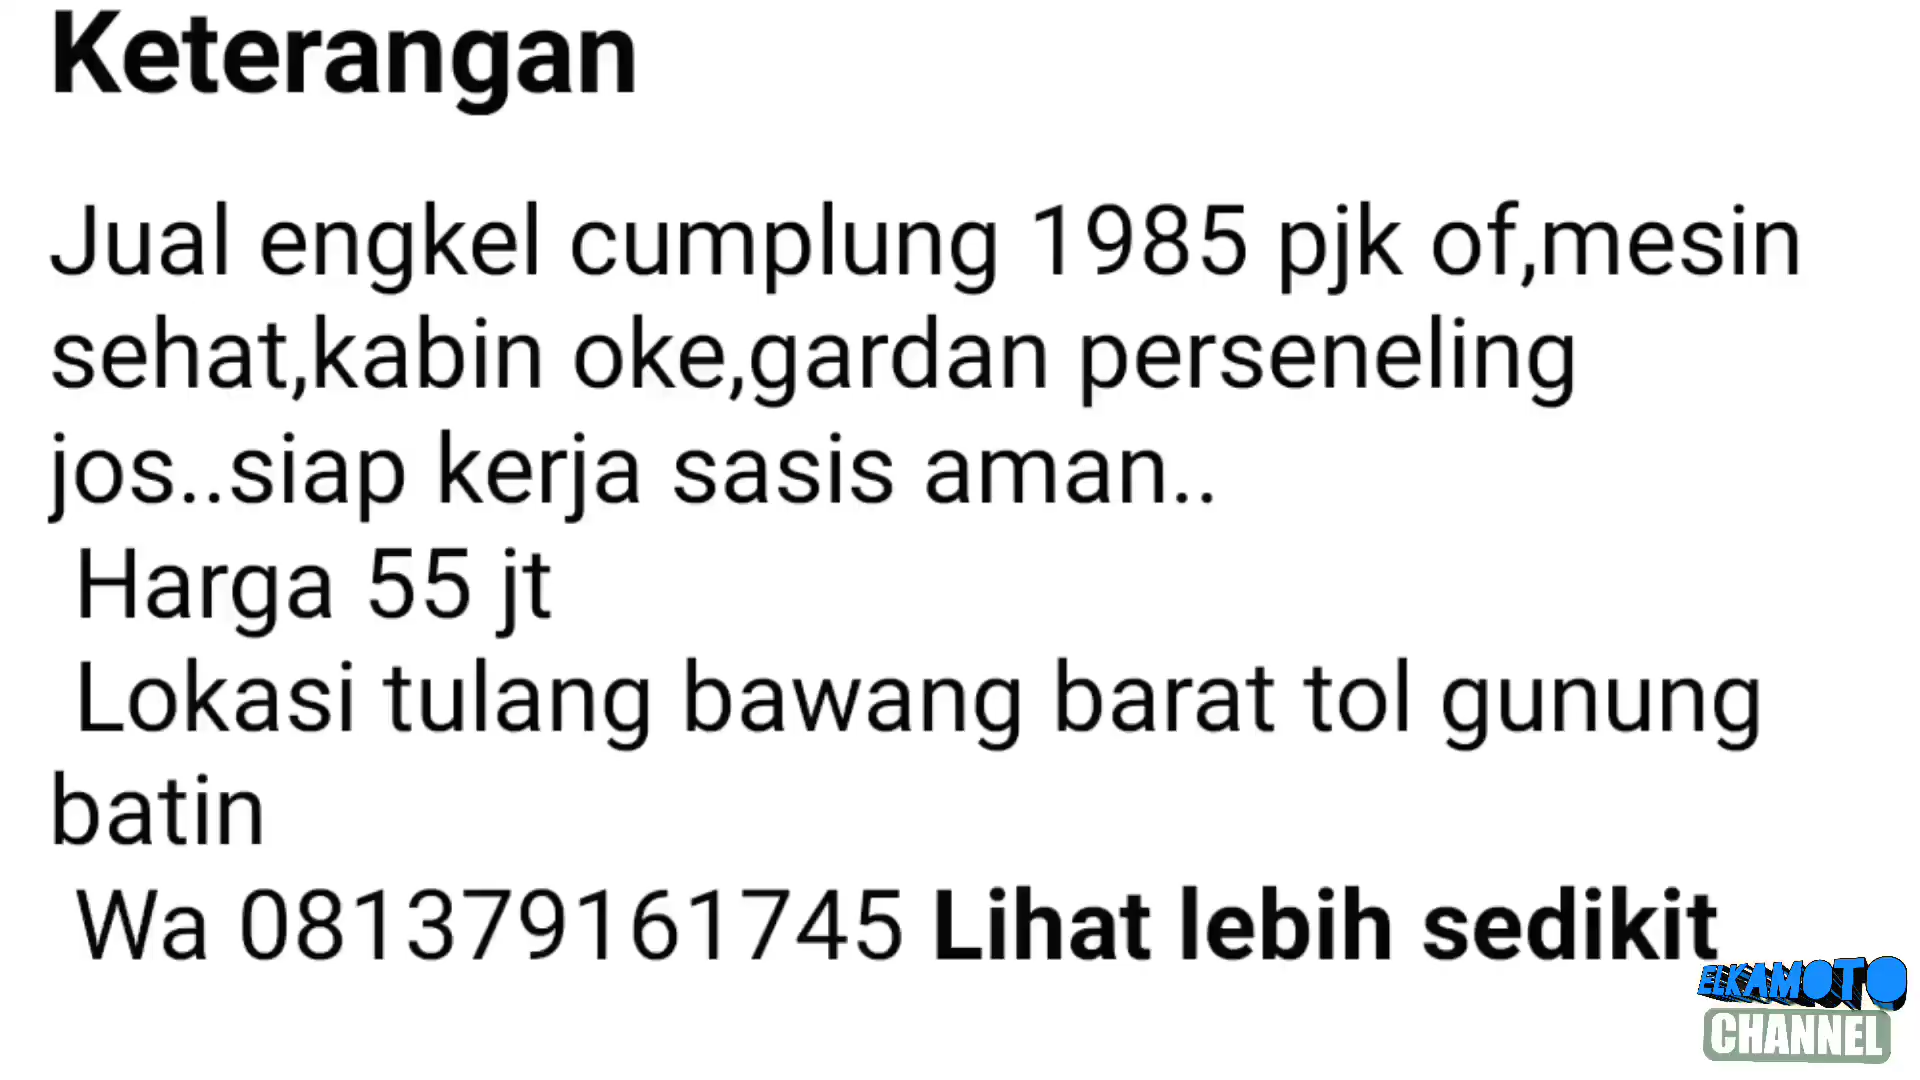 Keterangan
Jual engkel cumplung 1985 pjk of,mesin
sehat,kabin oke,gardan perseneling
jos..siap kerja sasis aman..
Harga 55 jt
Lokasi tulang bawang barat tol gunung
batin
Wa 081379161745 Lihat lebih sedikit
ELKAMOTO
CHANNEL